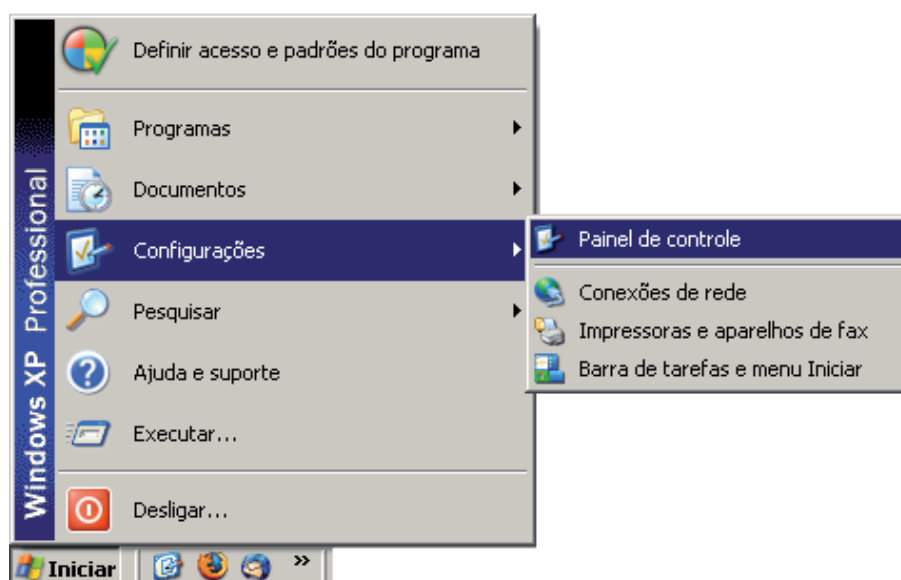 Definir acesso e padrões do programa
Programas
Documentos
Configurações
Painel de controle
Conexões de rede
Impressoras e aparelhos de fax
Barra de tarefas e menu Iniciar
Pesquisar
Ajuda e suporte
Executar...
Desligar...
Windows XP Professional
Iniciar
»